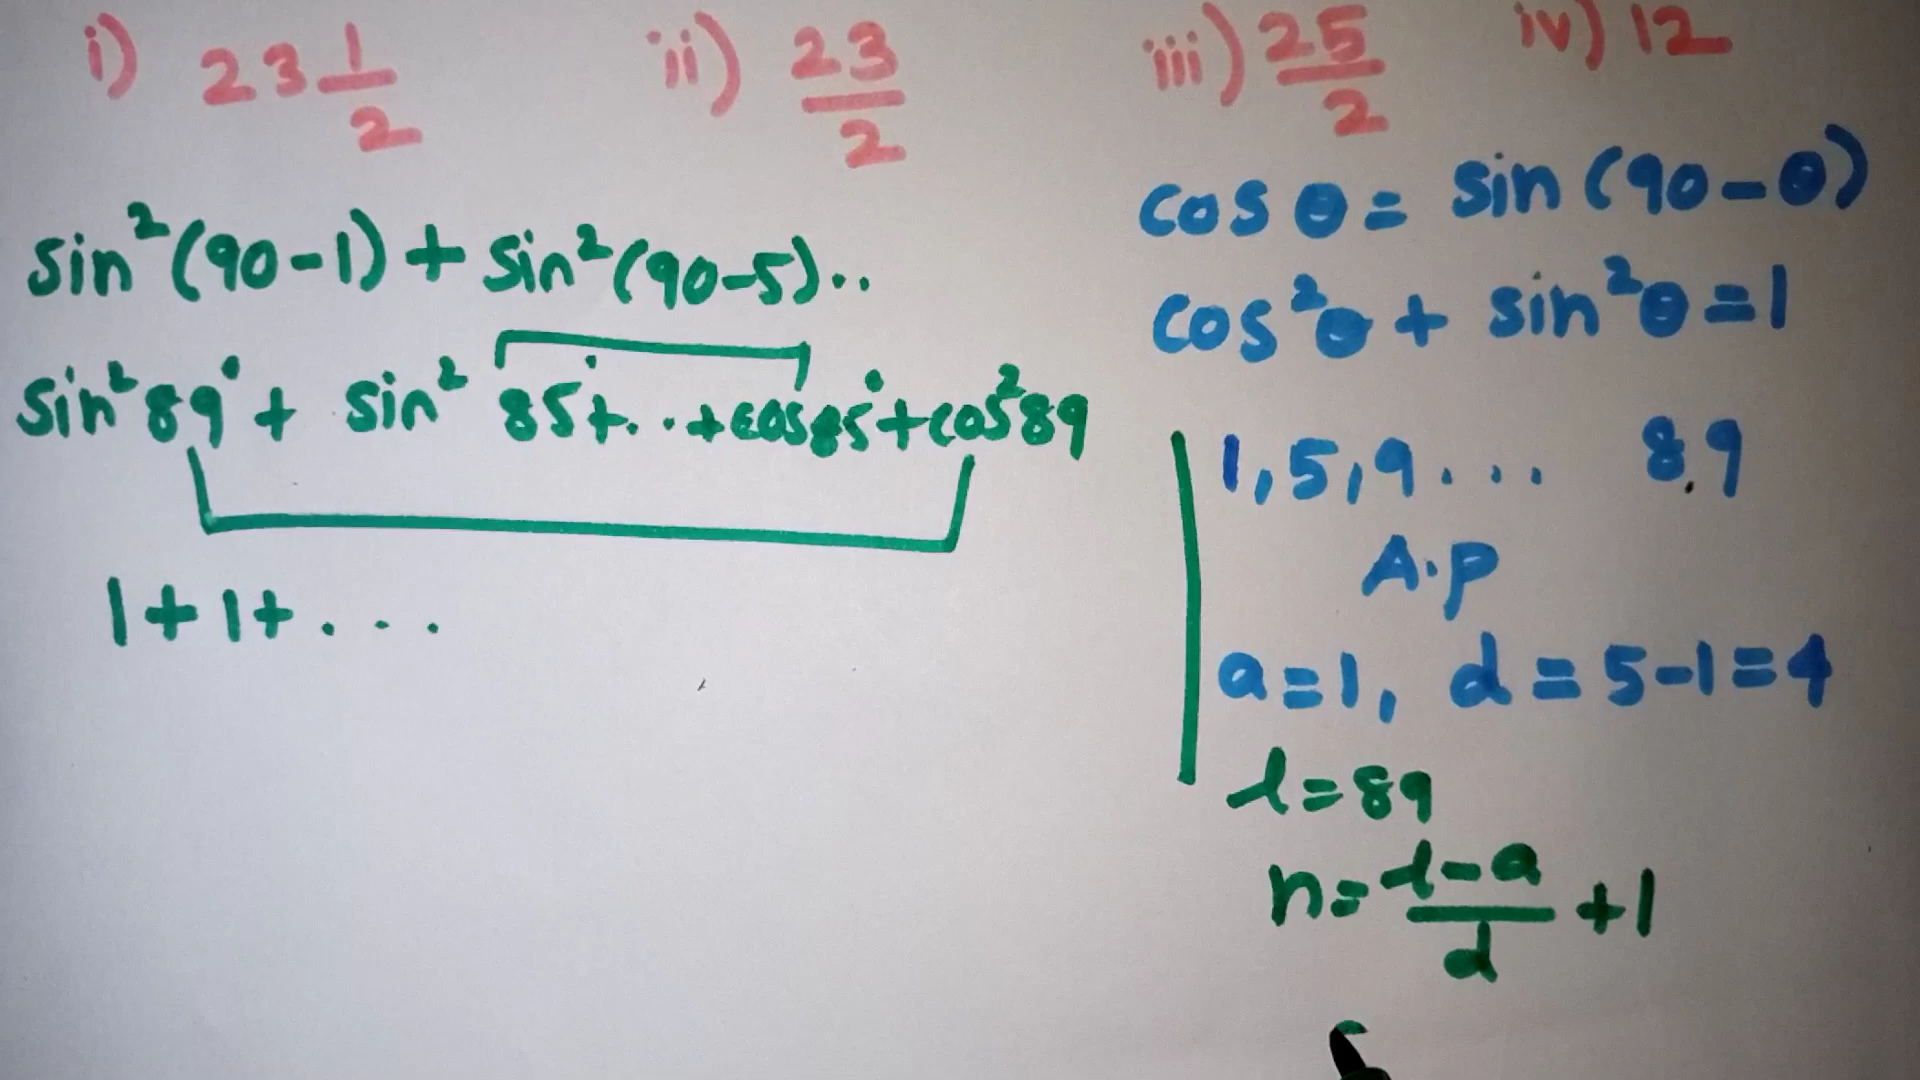 i) 23 1/2 ii) 23/2 iii) 25/2 iv) 12
cos θ = sin (90-θ)
sin²(90-1) + sin²(90-5)..
cos²θ + sin²θ = 1
sin²89° + sin² 85°+. . +cos85°+cos²89
1, 5, 9 . . . 89
A.P
1 + 1 + . . .
a = 1, d = 5-1 = 4
l = 89
n = l-a/d + 1